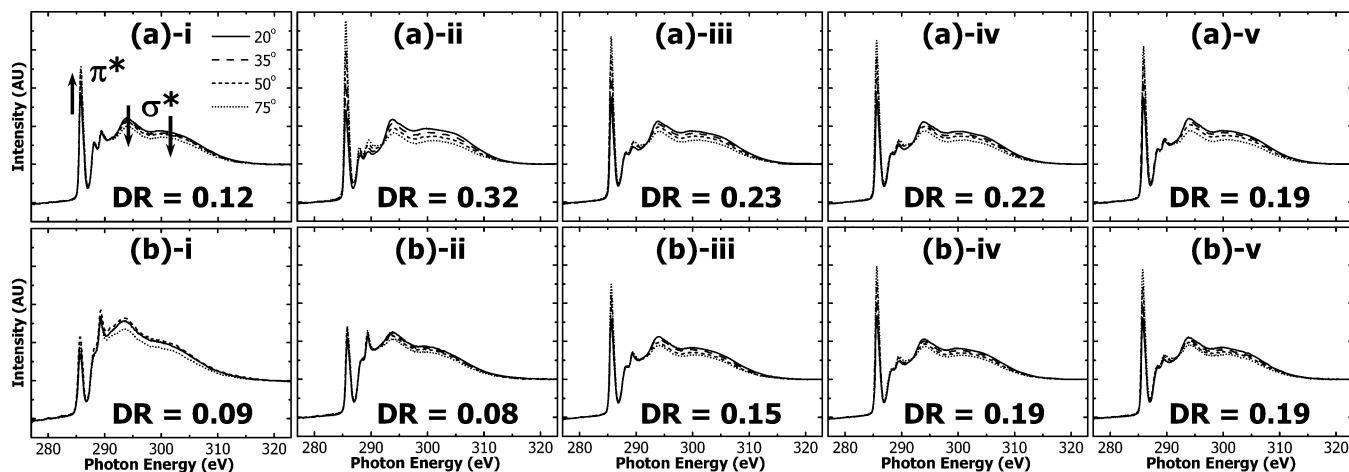 (a)-i
(a)-ii
(a)-iii
(a)-iv
(a)-v
π*
σ*
20°
35°
50°
75°
Intensity (AU)
DR = 0.12
DR = 0.32
DR = 0.23
DR = 0.22
DR = 0.19
(b)-i
(b)-ii
(b)-iii
(b)-iv
(b)-v
Intensity (AU)
DR = 0.09
DR = 0.08
DR = 0.15
DR = 0.19
DR = 0.19
280 290 300 310 320
280 290 300 310 320
280 290 300 310 320
280 290 300 310 320
280 290 300 310 320
Photon Energy (eV)
Photon Energy (eV)
Photon Energy (eV)
Photon Energy (eV)
Photon Energy (eV)